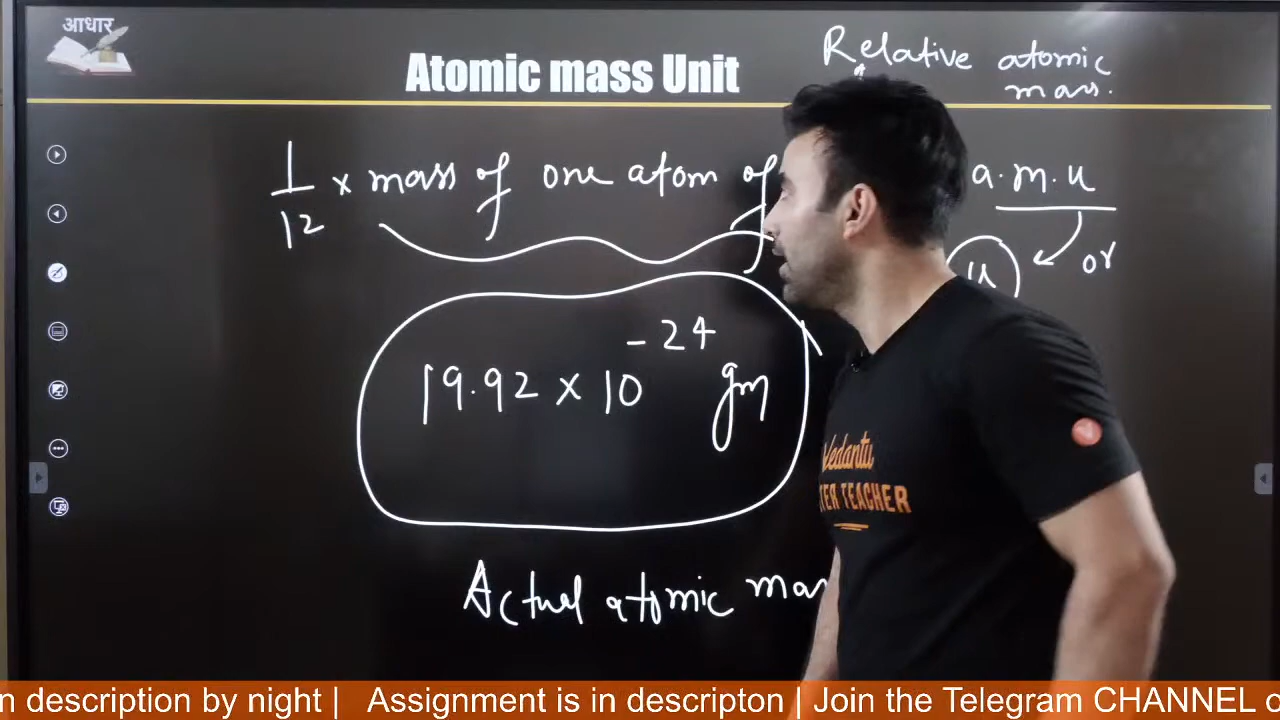 आधार
Atomic mass Unit
Relative atomic
mass.
1/12 x mass of one atom of
a.m.u
or
u
19.92 x 10^-24 gm
Actual atomic mas
Vedantu
TER TEACHER
n description by night | Assignment is in descripton | Join the Telegram CHANNEL